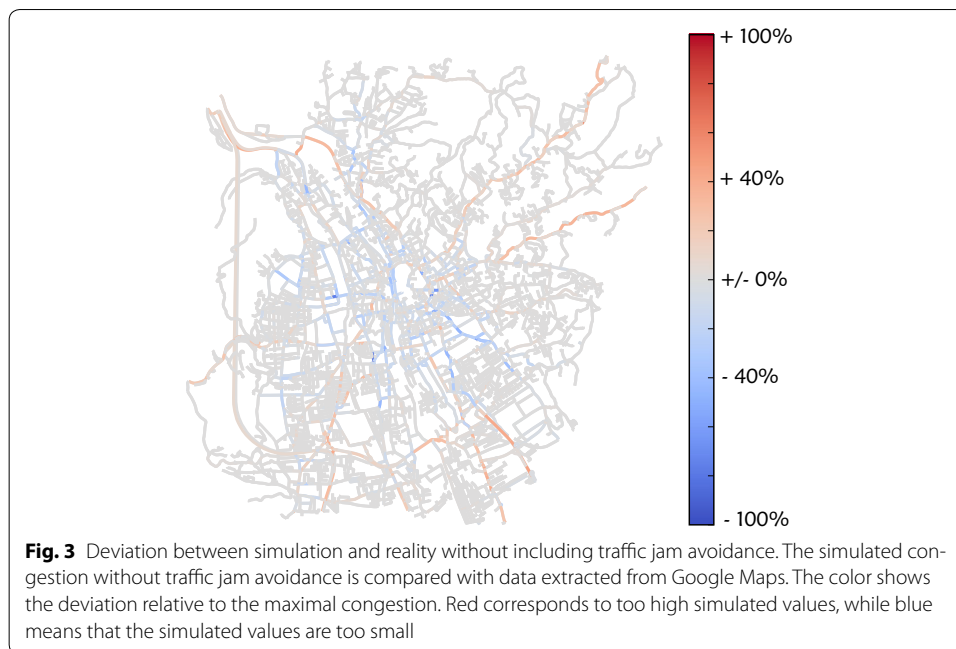 + 100%
+ 40%
+/- 0%
- 40%
- 100%
Fig. 3 Deviation between simulation and reality without including traffic jam avoidance. The simulated con-
gestion without traffic jam avoidance is compared with data extracted from Google Maps. The color shows
the deviation relative to the maximal congestion. Red corresponds to too high simulated values, while blue
means that the simulated values are too small